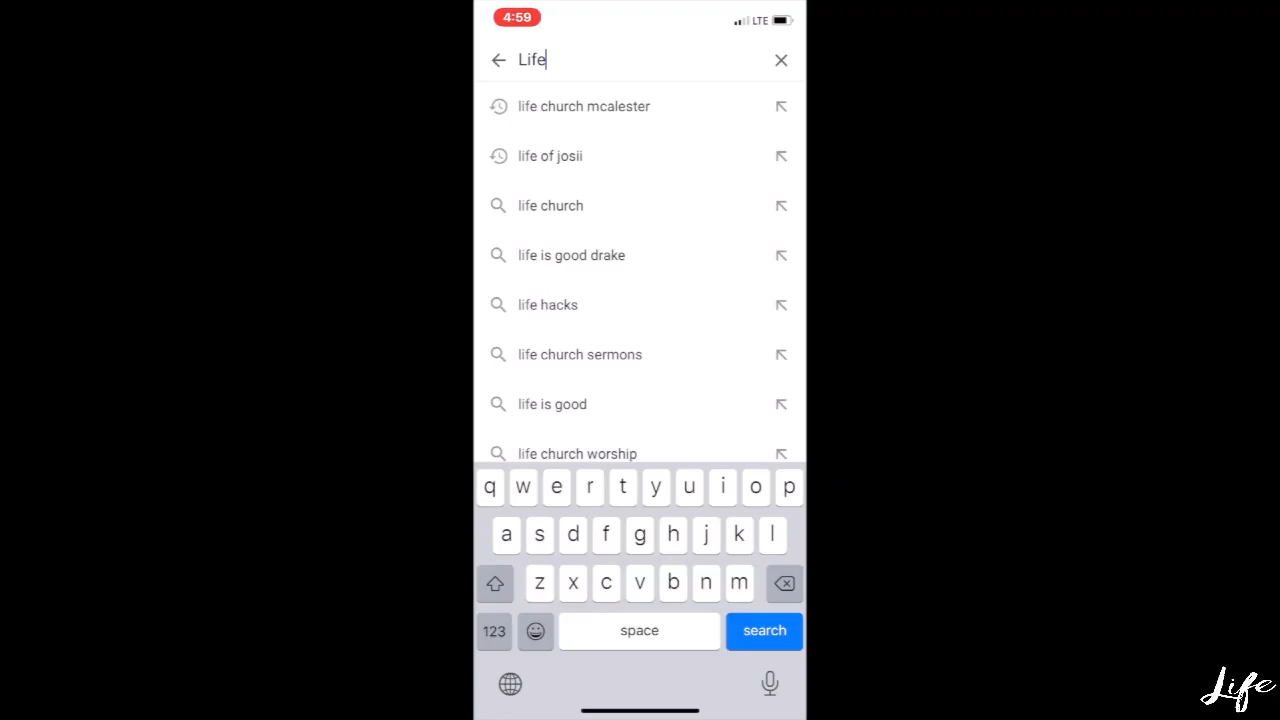 4:59
LTE
Life
life church mcalester
life of josii
life church
life is good drake
life hacks
life church sermons
life is good
life church worship
q w e r t y u i o p
a s d f g h j k l
z x c v b n m
123 space search
Life